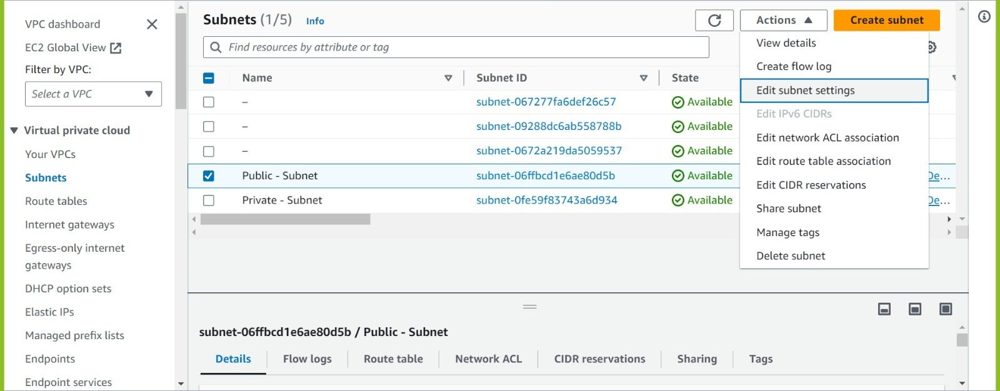 VPC dashboard
EC2 Global View
Filter by VPC:
Select a VPC
Virtual private cloud
Your VPCs
Subnets
Route tables
Internet gateways
Egress-only internet
gateways
DHCP option sets
Elastic IPs
Managed prefix lists
Endpoints
Endpoint services
Subnets (1/5) Info
Actions
Create subnet
Find resources by attribute or tag
Name Subnet ID State
– subnet-067277fa6def26c57 Available
– subnet-09288dc6ab558788b Available
– subnet-0672a219da5059537 Available
Public - Subnet subnet-06ffbcd1e6ae80d5b Available De...
Private - Subnet subnet-0fe59f83743a6d934 Available De...
View details
Create flow log
Edit subnet settings
Edit IPv6 CIDRs
Edit network ACL association
Edit route table association
Edit CIDR reservations
Share subnet
Manage tags
Delete subnet
subnet-06ffbcd1e6ae80d5b / Public - Subnet
Details Flow logs Route table Network ACL CIDR reservations Sharing Tags